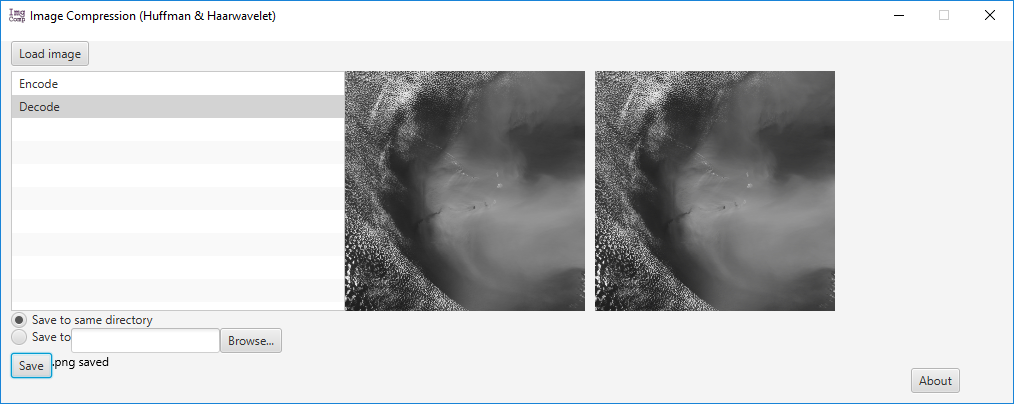 Img
Comp
Image Compression (Huffman & Haarwavelet)
Load image
Encode
Decode
Save to same directory
Save to
Browse...
Save
.png saved
About